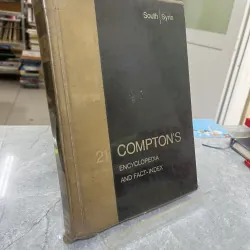 South Syria
21 COMPTON'S
ENCYCLOPEDIA
AND FACT-INDEX